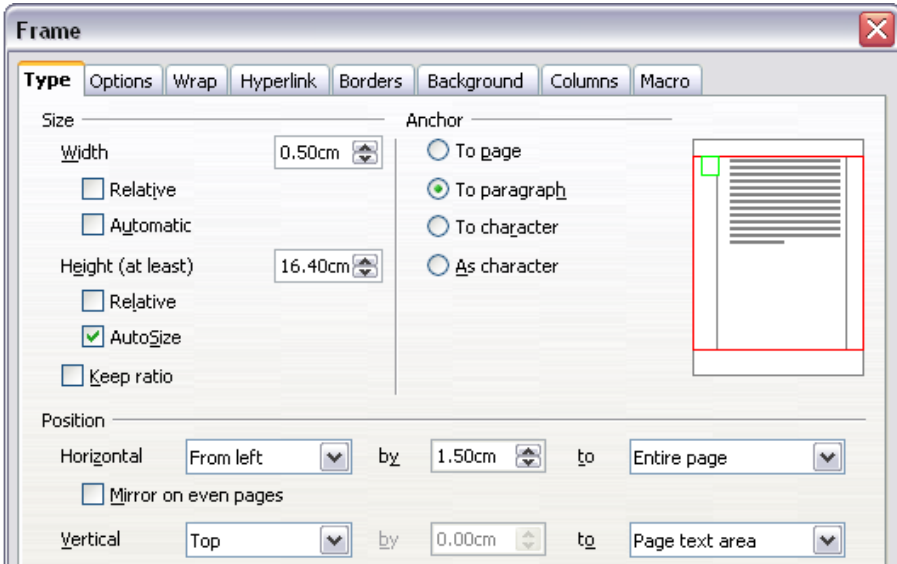 Frame
Type Options Wrap Hyperlink Borders Background Columns Macro
Size
Width 0.50cm
Relative
Automatic
Height (at least) 16.40cm
Relative
AutoSize
Keep ratio
Anchor
To page
To paragraph
To character
As character
Position
Horizontal From left by 1.50cm to Entire page
Mirror on even pages
Vertical Top by 0.00cm to Page text area